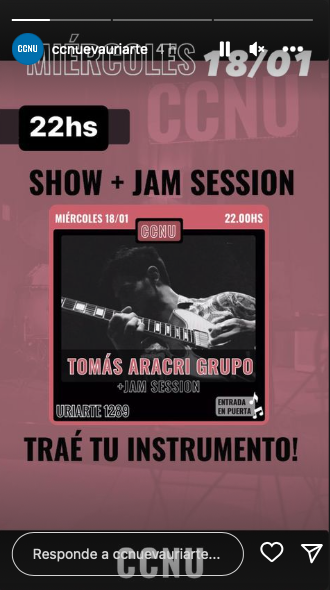 ccnuevauriarte 4 h
CCNU
MIÉRCOLES 18/01
CCNU
22hs
SHOW + JAM SESSION
MIÉRCOLES 18/01 22.00HS
CCNU
TOMÁS ARACRI GRUPO
+JAM SESSION
URIARTE 1289
ENTRADA
EN PUERTA
TRAÉ TU INSTRUMENTO!
Responde a ccnuevauriarte...
CCNU